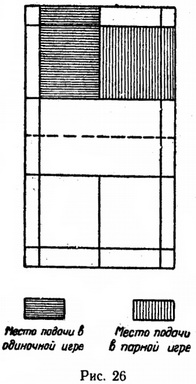 Место подачи в
одиночной игре
Место подачи
в парной игре
Рис. 26